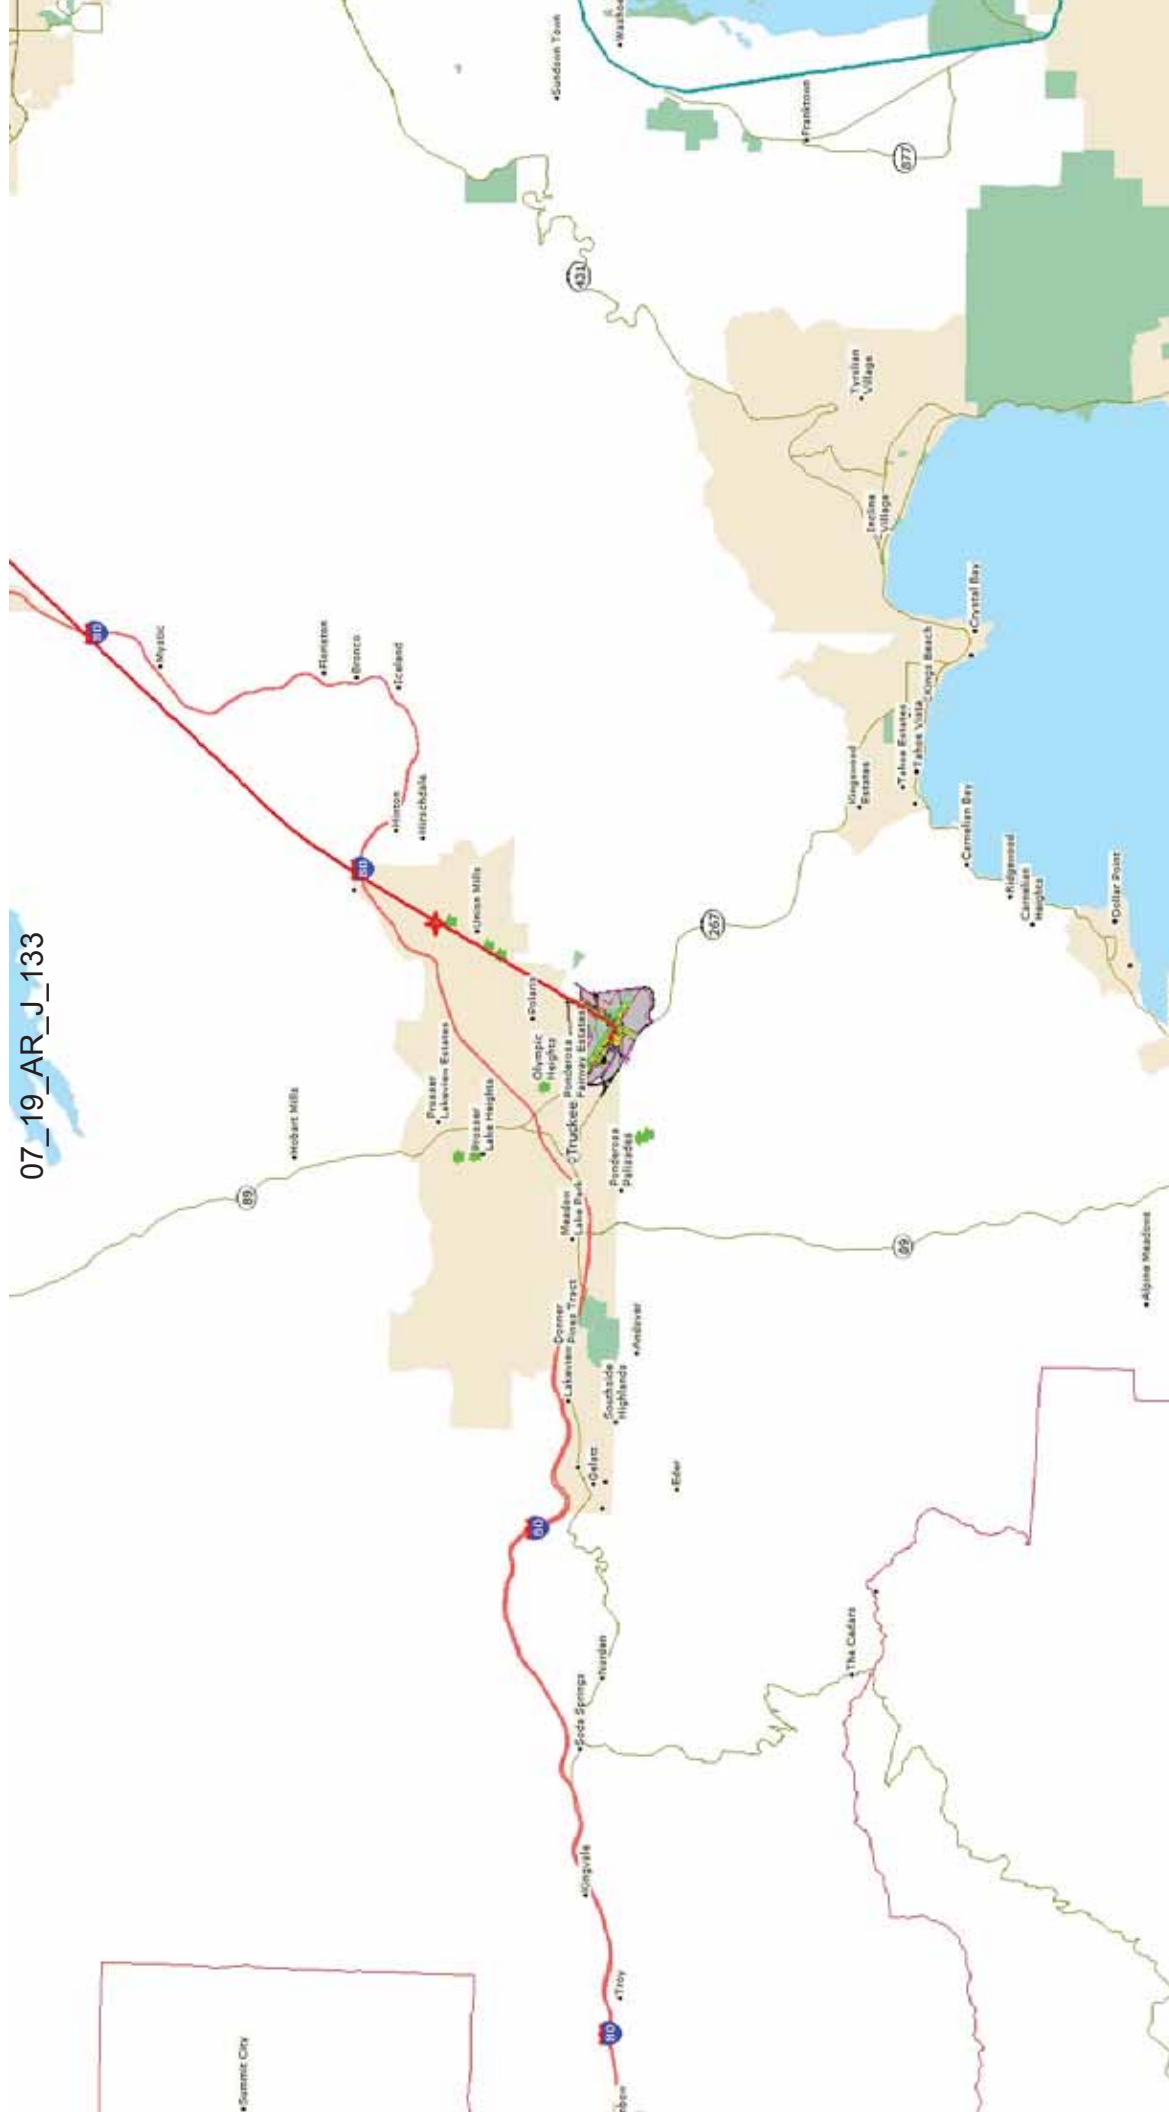 07_19_AR_J_133
Sundown Town
Washoe
Franktown
877
431
Tyrolian
Village
Incline
Village
Crystal Bay
Kings Beach
Tahoe Vista
Tahoe Estates
Kingswood
Estates
Carnelian Bay
Ridgewood
Carnelian
Heights
Dollar Point
267
80
Mystic
Floriston
Bronco
Iceland
Hinton
Hirschdale
80
Union Mills
Polaris
Olympic
Heights
Ponderosa
Fairway Estates
Truckee
Prosser
Lakeview Estates
Prosser
Lake Heights
Hobart Mills
89
Ponderosa
Palisades
Meadow
Lake Park
89
Alpine Meadows
Donner
Pines Tract
Lakeview
Andover
Southside
Highlands
Gelatt
Eder
80
The Cedars
Norden
Soda Springs
Kingvale
Troy
80
Summit City